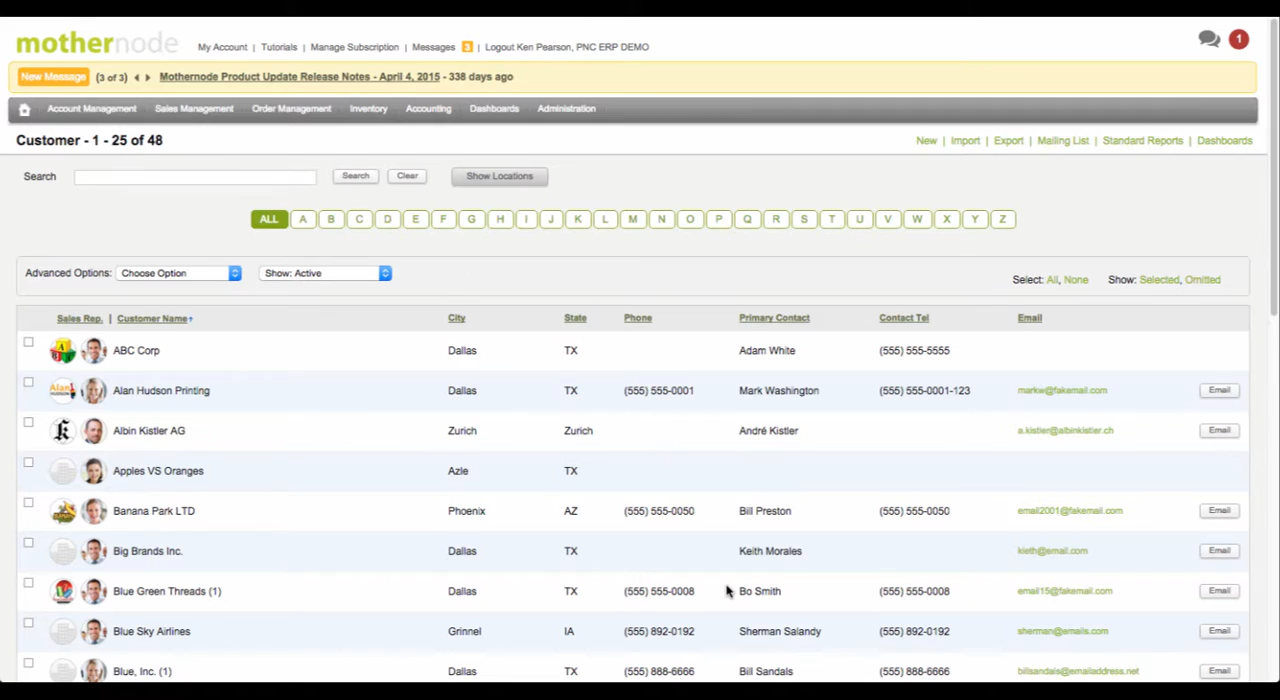 mothernode My Account | Tutorials | Manage Subscription | Messages 3 | Logout Ken Pearson, PNC ERP DEMO 1
New Message (3 of 3) Mothernode Product Update Release Notes - April 4, 2015 - 338 days ago
Account Management Sales Management Order Management Inventory Accounting Dashboards Administration
Customer - 1 - 25 of 48 New | Import | Export | Mailing List | Standard Reports | Dashboards
Search Search Clear Show Locations
ALL A B C D E F G H I J K L M N O P Q R S T U V W X Y Z
Advanced Options: Choose Option Show: Active Select: All, None Show: Selected, Omitted
Sales Rep. | Customer Name City State Phone Primary Contact Contact Tel Email
ABC Corp Dallas TX Adam White (555) 555-5555
Alan Hudson Printing Dallas TX (555) 555-0001 Mark Washington (555) 555-0001-123 markw@fakemail.com Email
Albin Kistler AG Zurich Zurich André Kistler a.kistler@albinkistler.ch Email
Apples VS Oranges Azle TX
Banana Park LTD Phoenix AZ (555) 555-0050 Bill Preston (555) 555-0050 email2001@fakemail.com Email
Big Brands Inc. Dallas TX Keith Morales kieth@email.com Email
Blue Green Threads (1) Dallas TX (555) 555-0008 Bo Smith (555) 555-0008 email15@fakemail.com Email
Blue Sky Airlines Grinnel IA (555) 892-0192 Sherman Salandy (555) 892-0192 sherman@emails.com Email
Blue, Inc. (1) Dallas TX (555) 888-6666 Bill Sandals (555) 888-6666 billsandals@emailaddress.net Email